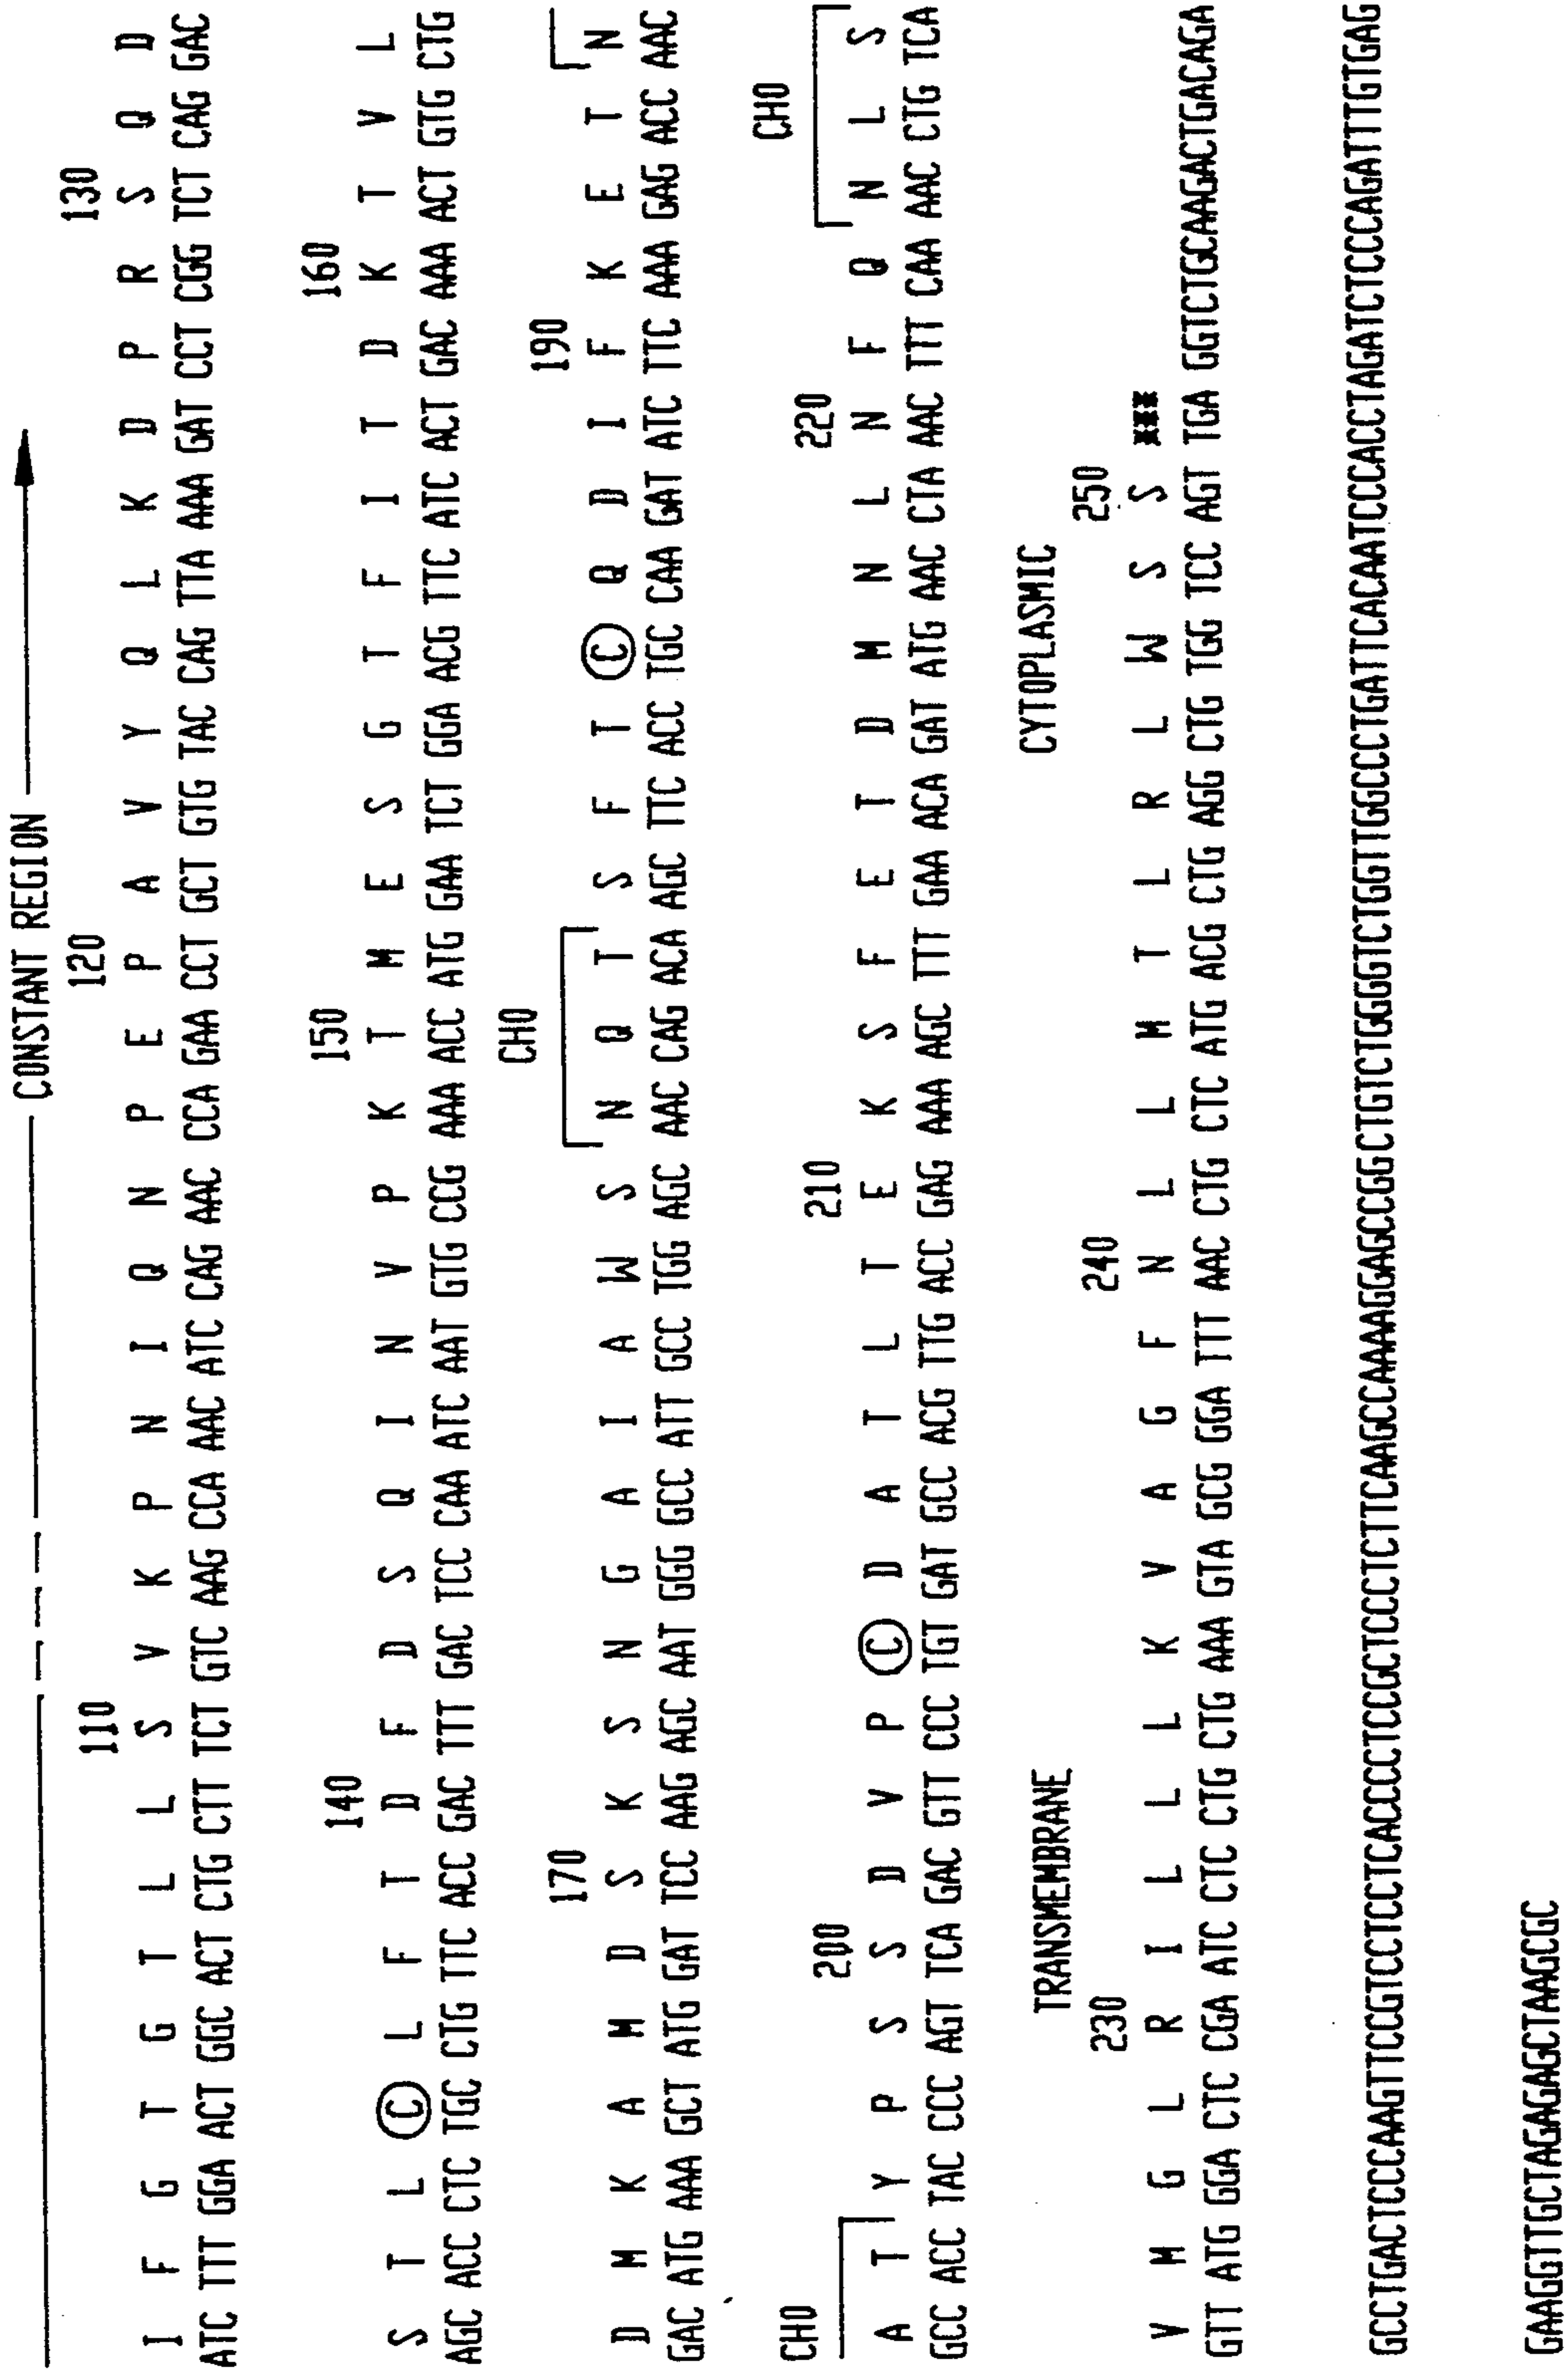 CONSTANT REGION
110 120 130
I F G T G T L L S V K P N I Q N P E P A V Y Q L K D P R S Q D
ATC TTT GGA ACT GGC ACT CTG CTT TCT GTC AAG CCA AAC ATC CAG AAC CCA GAA CCT GCT GTG TAC CAG TTA AAA GAT CCT CGG TCT CAG GAC
140 150 160
S T L C L F T D F D S Q I N V P K T M E S G T F I T D K T V L
AGC ACC CTC TGC CTG TTC ACC GAC TTT GAC TCC CAA ATC AAT GTG CCG AAA ACC ATG GAA TCT GGA ACG TTC ATC ACT GAC AAA ACT GTG CTG
CHO
170 190
D M K A M D S K S N G A I A W S N Q T S F T C Q D I F K E T N
GAC ATG AAA GCT ATG GAT TCC AAG AGC AAT GGG GCC ATT GCC TGG AGC AAC CAG ACA AGC TTC ACC TGC CAA GAT ATC TTC AAA GAG ACC AAC
CHO CHO
200 210 220
A T Y P S S D V P C D A T L T E K S F E T D M N L N F Q N L S
GCC ACC TAC CCC AGT TCA GAC GTT CCC TGT GAT GCC ACG TTG ACC GAG AAA AGC TTT GAA ACA GAT ATG AAC CTA AAC TTT CAA AAC CTG TCA
TRANSMEMBRANE CYTOPLASMIC
230 240 250
V M G L R I L L L K V A G F N L L M T L R L W S S ***
GTT ATG GGA CTC CGA ATC CTC CTG CTG AAA GTA GCG GGA TTT AAC CTG CTC ATG ACG CTG AGG CTG TGG TCC AGT TGA GGTCTGCAAGACTGACAGA
GCCTGACTCCCAAGTTCCGTCCTCCTCACCCCTCCGCTCCCTCTTCAAGCCAAAAGGAGCCGGCTGTCTGGGGTCTGGTTGGCCCTGATTCACAATCCCACCTAGATCTCCCAGATTTGTGAG
GAAGGTTGCTAGAGAGCTAAGCGC